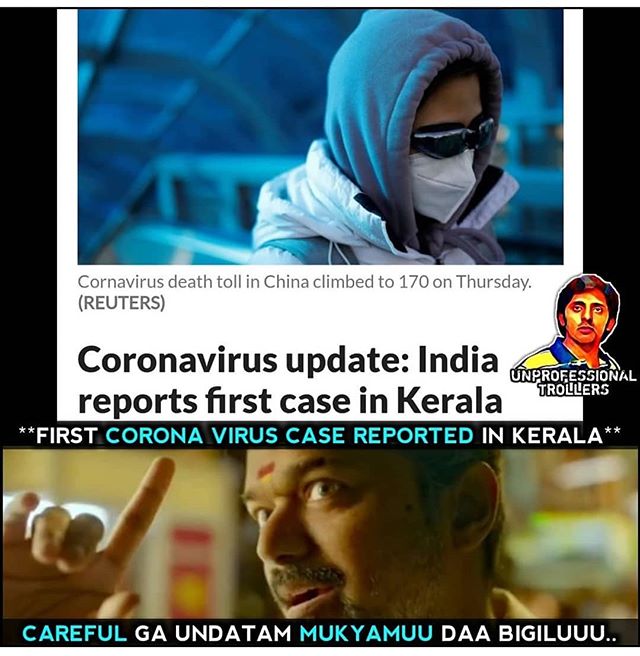 Cornavirus death toll in China climbed to 170 on Thursday.
(REUTERS)
Coronavirus update: India
reports first case in Kerala
UNPROFESSIONAL
TROLLERS
**FIRST CORONA VIRUS CASE REPORTED IN KERALA**
CAREFUL GA UNDATAM MUKYAMUU DAA BIGILUUU..